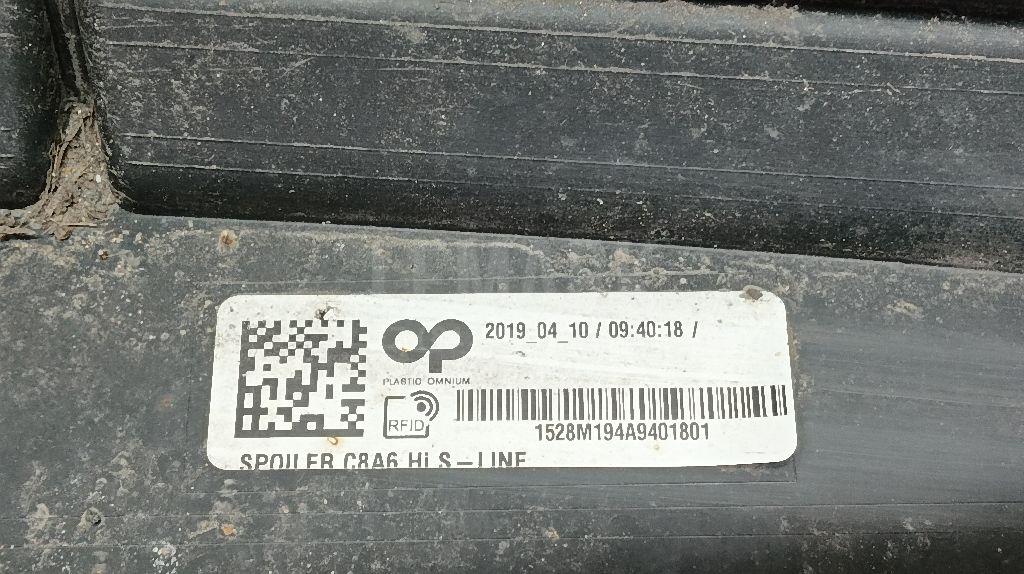 2019_04_10 / 09:40:18 /
PLASTIC OMNIUM
RFID
1528M194A9401801
SPOILER C8A6 Hi S-LINE